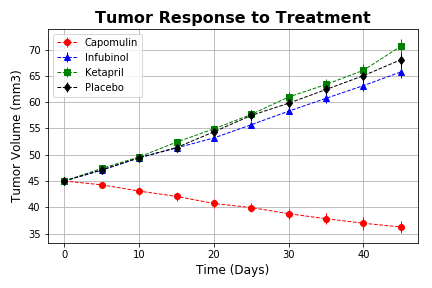 Tumor Response to Treatment
Capomulin
Infubinol
Ketapril
Placebo
Tumor Volume (mm3)
70
65
60
55
50
45
40
35
0
10
20
30
40
Time (Days)